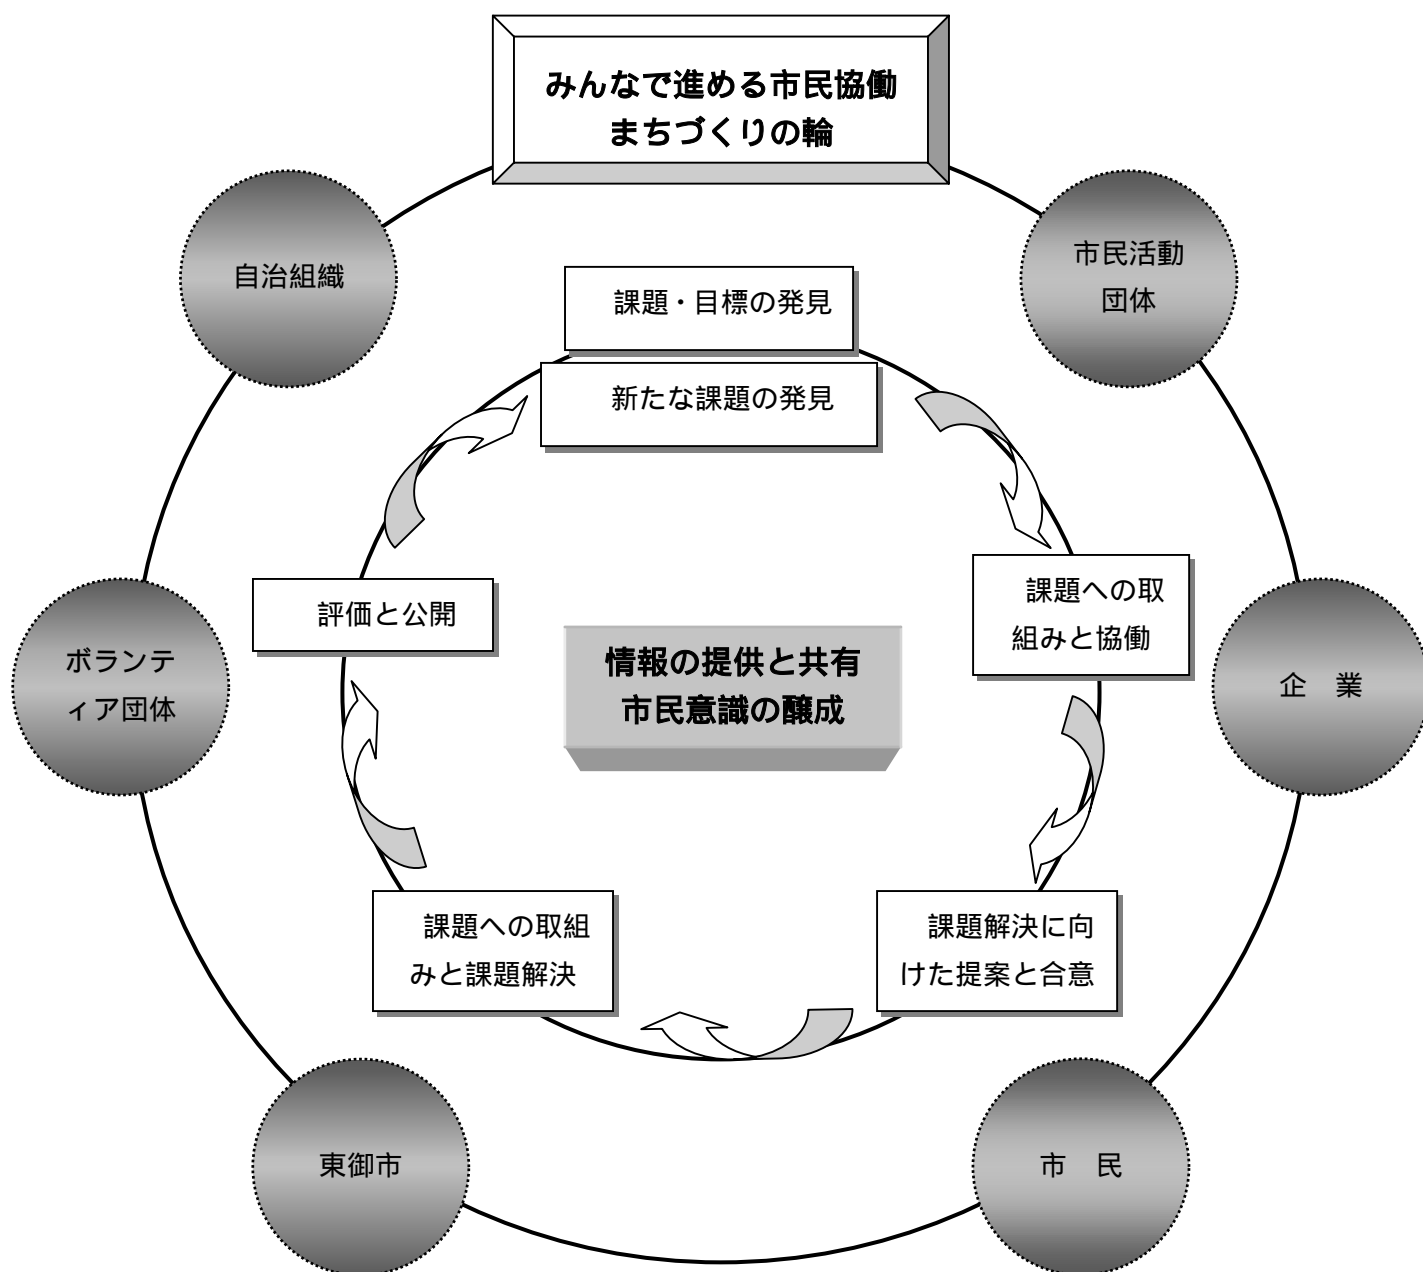 みんなで進める市民協働
まちづくりの輪
自治組織
市民活動
団体
課題・目標の発見
新たな課題の発見
評価と公開
課題への取
組みと協働
ボランテ
ィア団体
情報の提供と共有
市民意識の醸成
企　業
課題への取組
みと課題解決
課題解決に向
けた提案と合意
東御市
市　民